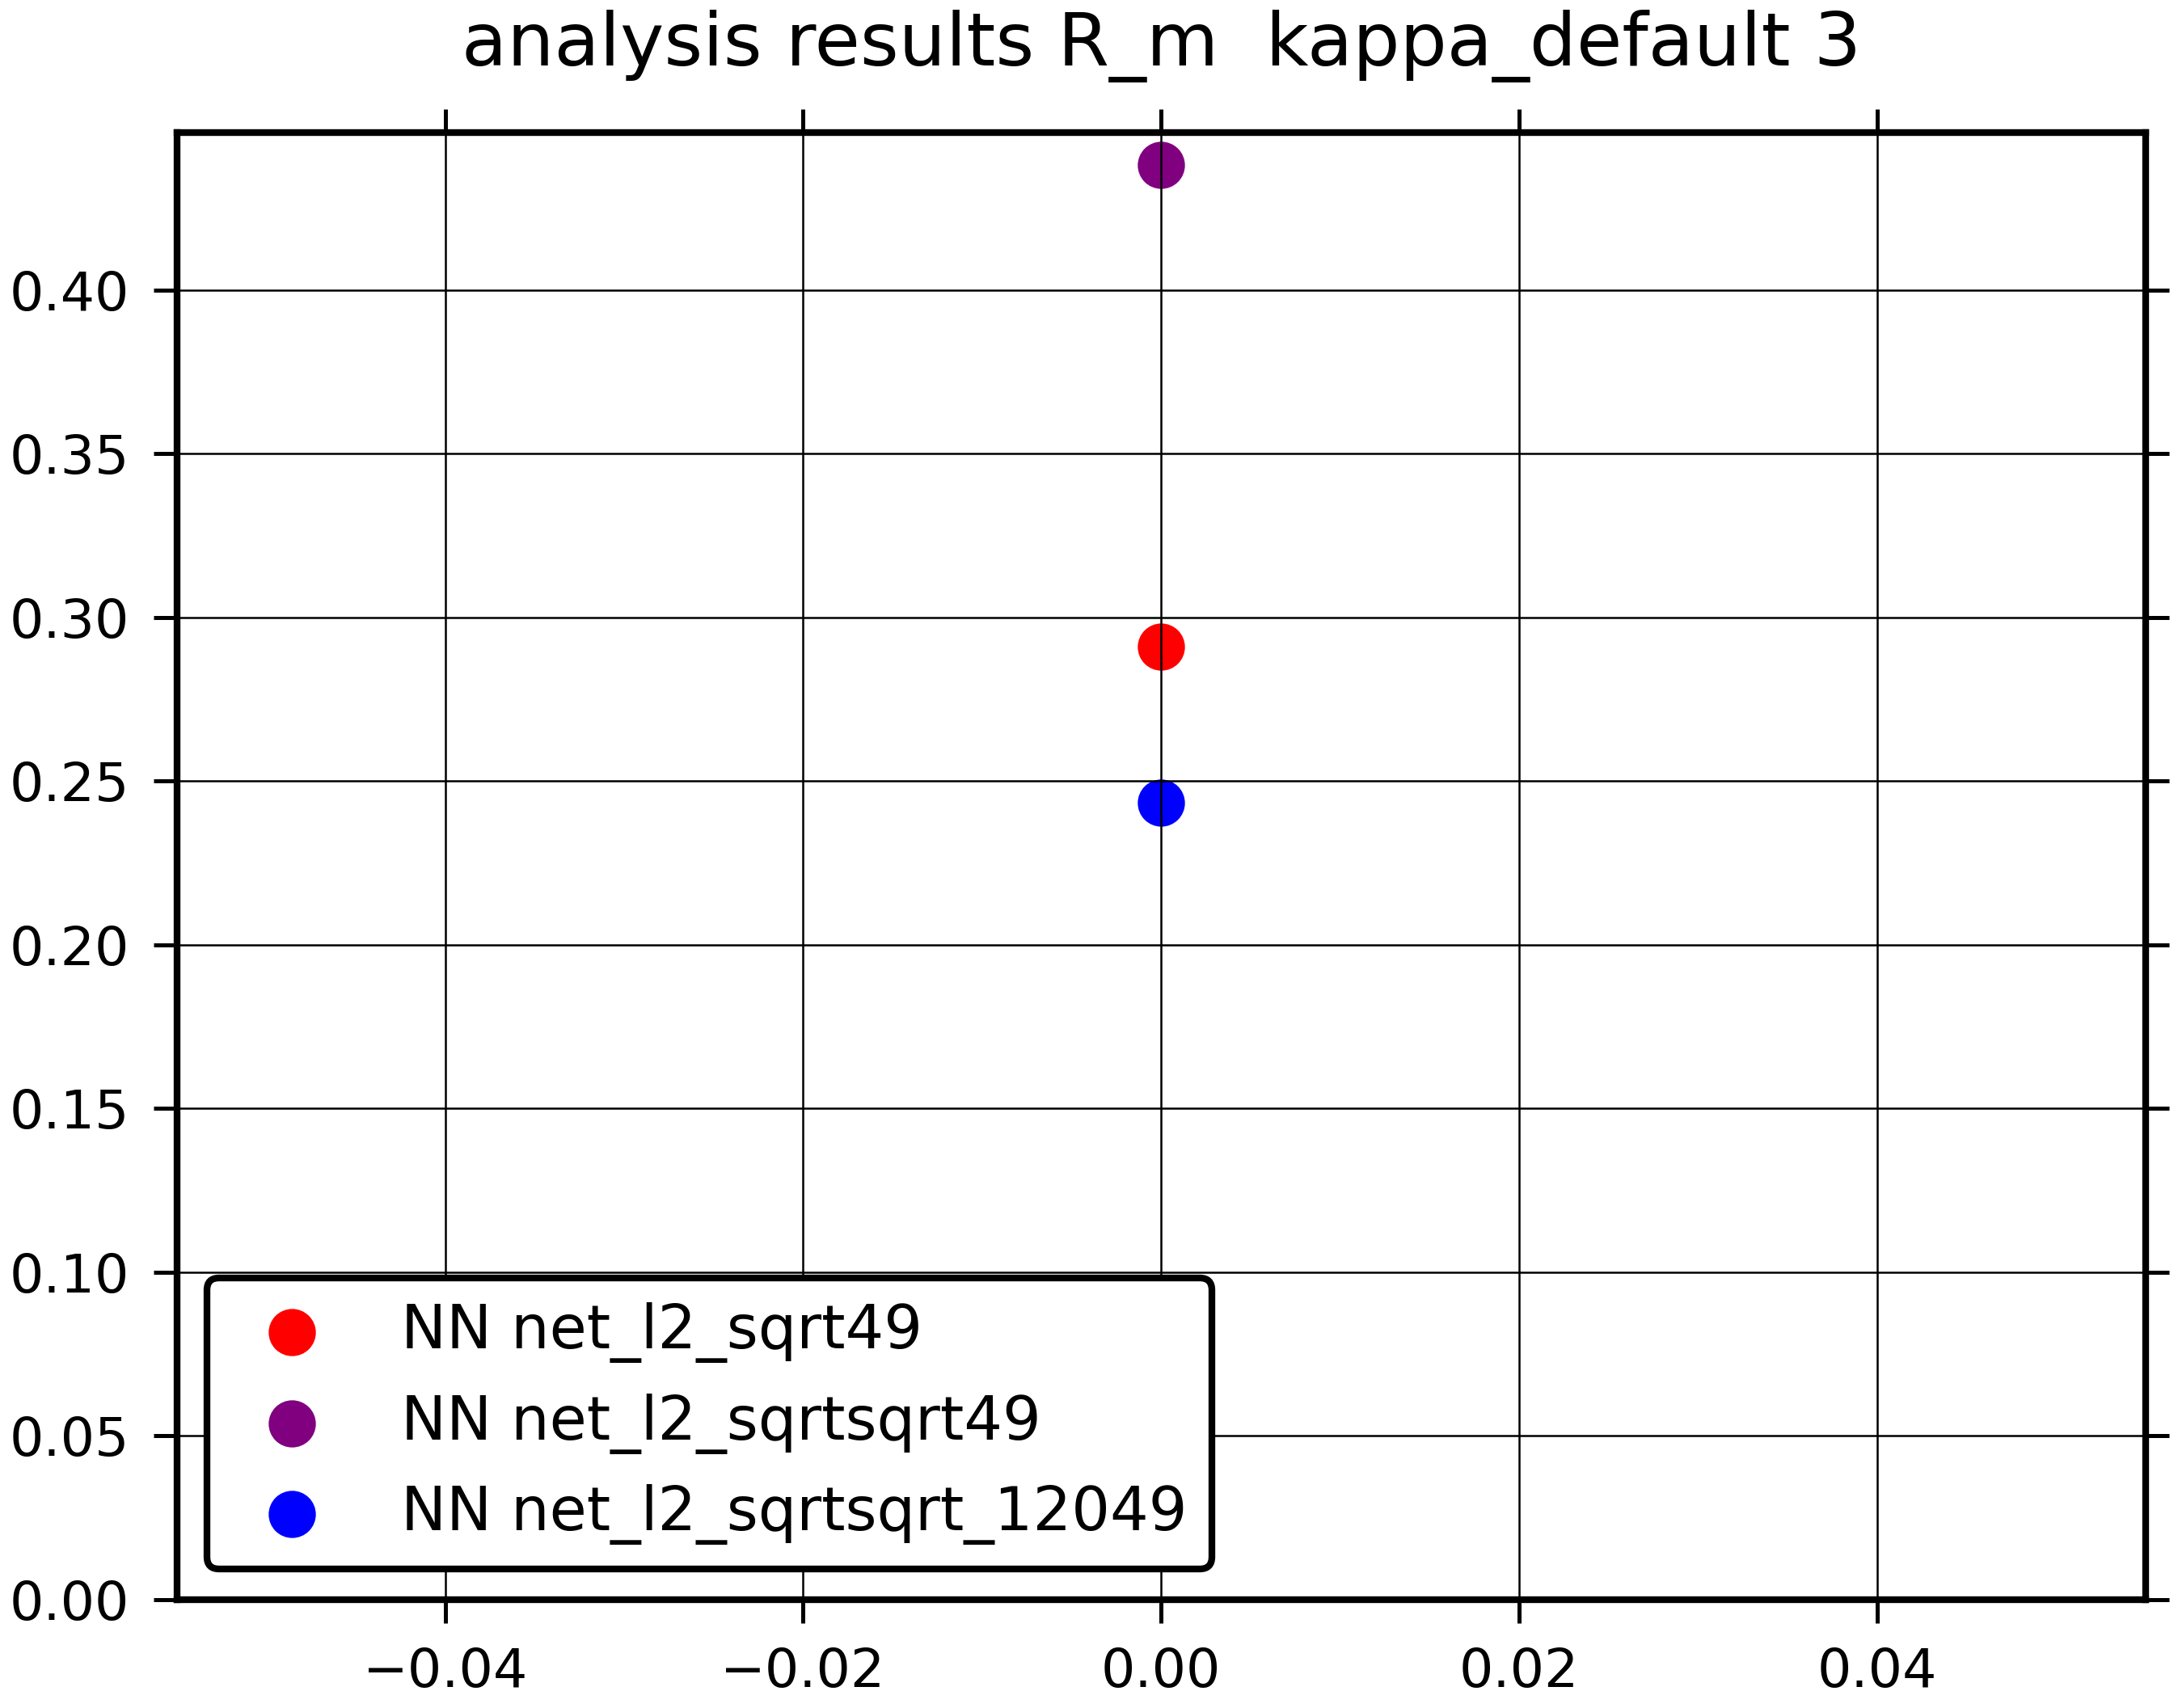 analysis results R_m  kappa_default 3
0.40
0.35
0.30
0.25
0.20
0.15
0.10
0.05
0.00
NN net_l2_sqrt49
NN net_l2_sqrtsqrt49
NN net_l2_sqrtsqrt_12049
−0.04 −0.02 0.00 0.02 0.04